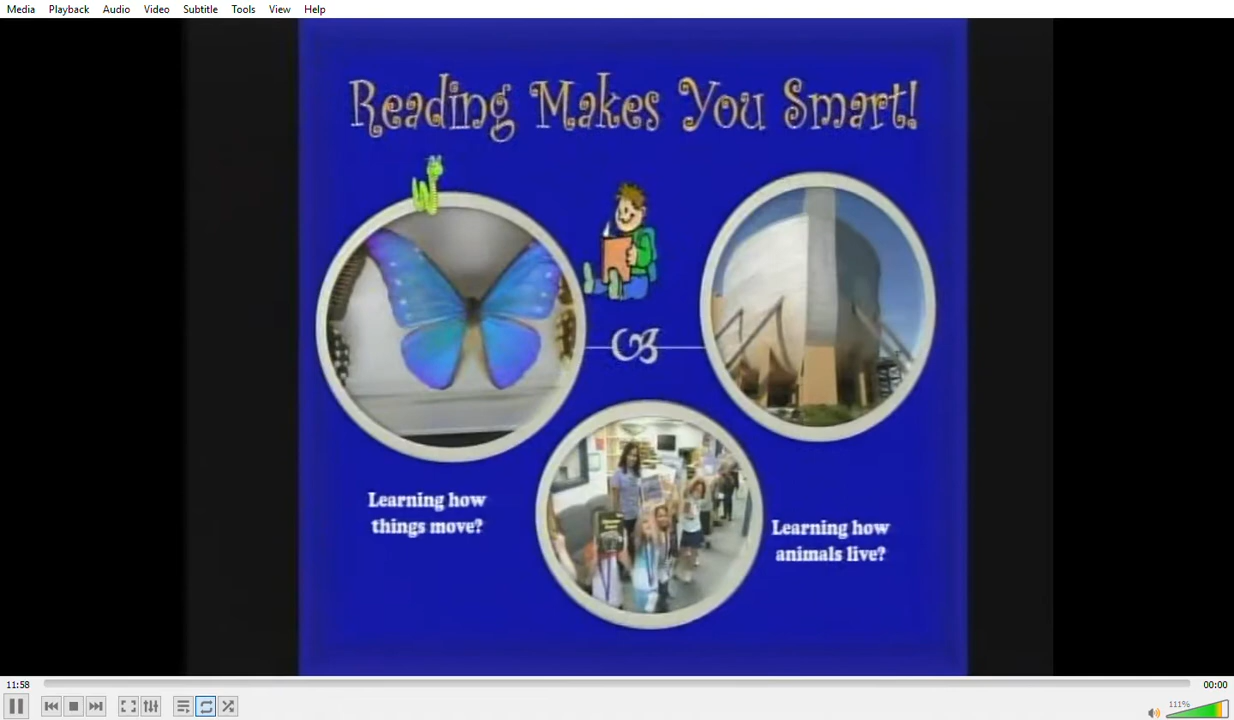 Media Playback Audio Video Subtitle Tools View Help
Reading Makes You Smart!
Learning how
things move?
Learning how
animals live?
11:58 00:00
111%